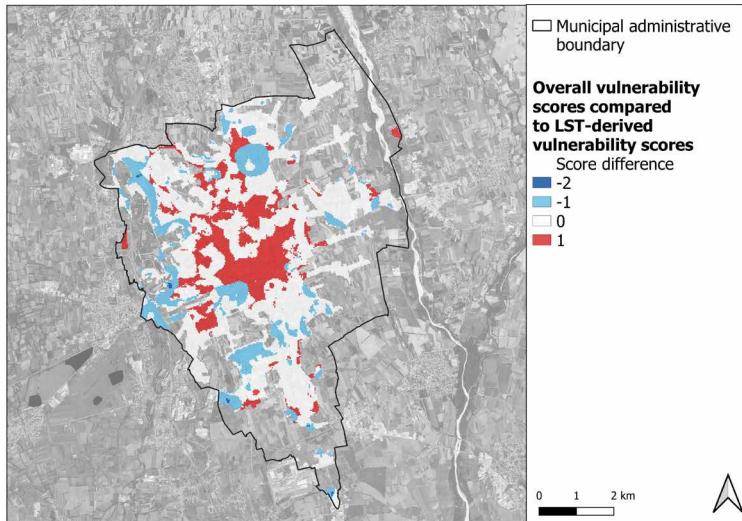 Municipal administrative
boundary
Overall vulnerability
scores compared
to LST-derived
vulnerability scores
Score difference
-2
-1
0
1
0 1 2 km